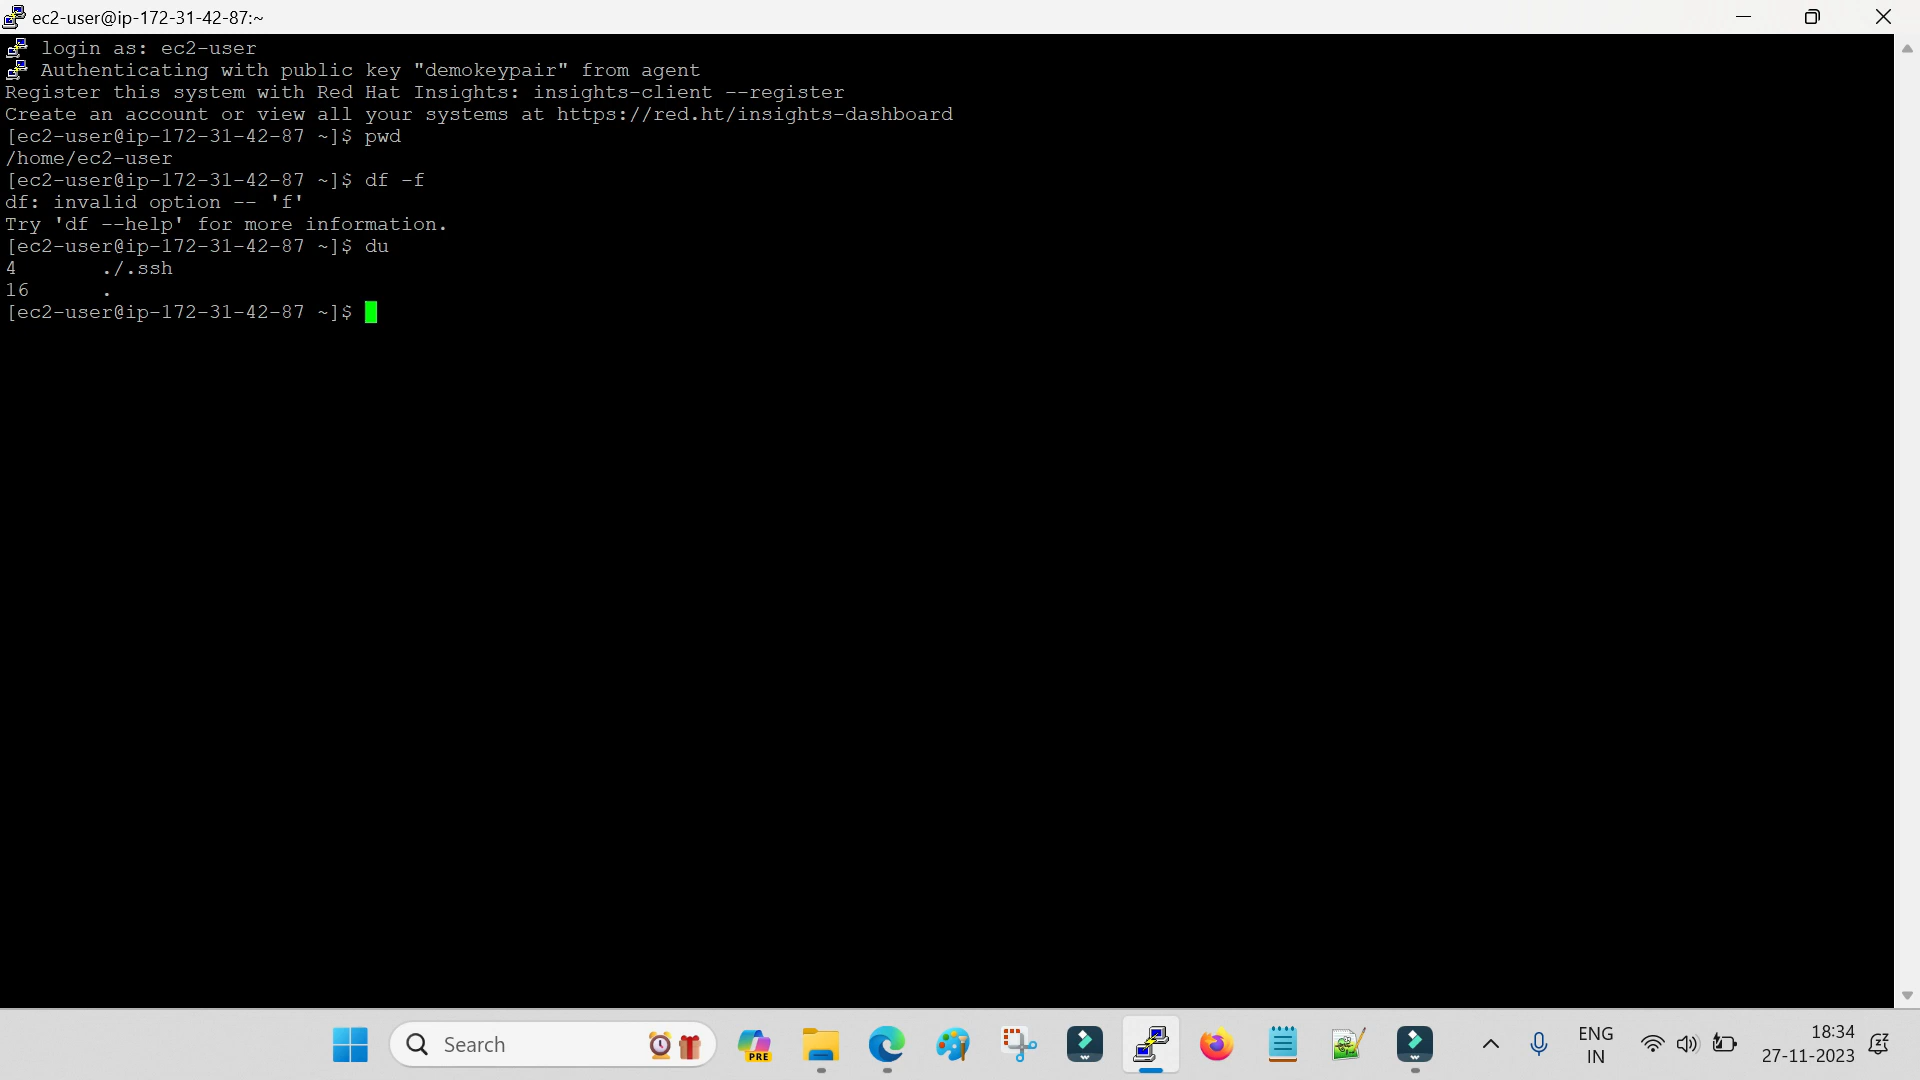 ec2-user@ip-172-31-42-87:~
login as: ec2-user
Authenticating with public key "demokeypair" from agent
Register this system with Red Hat Insights: insights-client --register
Create an account or view all your systems at https://red.ht/insights-dashboard
[ec2-user@ip-172-31-42-87 ~]$ pwd
/home/ec2-user
[ec2-user@ip-172-31-42-87 ~]$ df -f
df: invalid option -- 'f'
Try 'df --help' for more information.
[ec2-user@ip-172-31-42-87 ~]$ du
4       ./.ssh
16      .
[ec2-user@ip-172-31-42-87 ~]$
Search
PRE
ENG
IN
18:34
27-11-2023